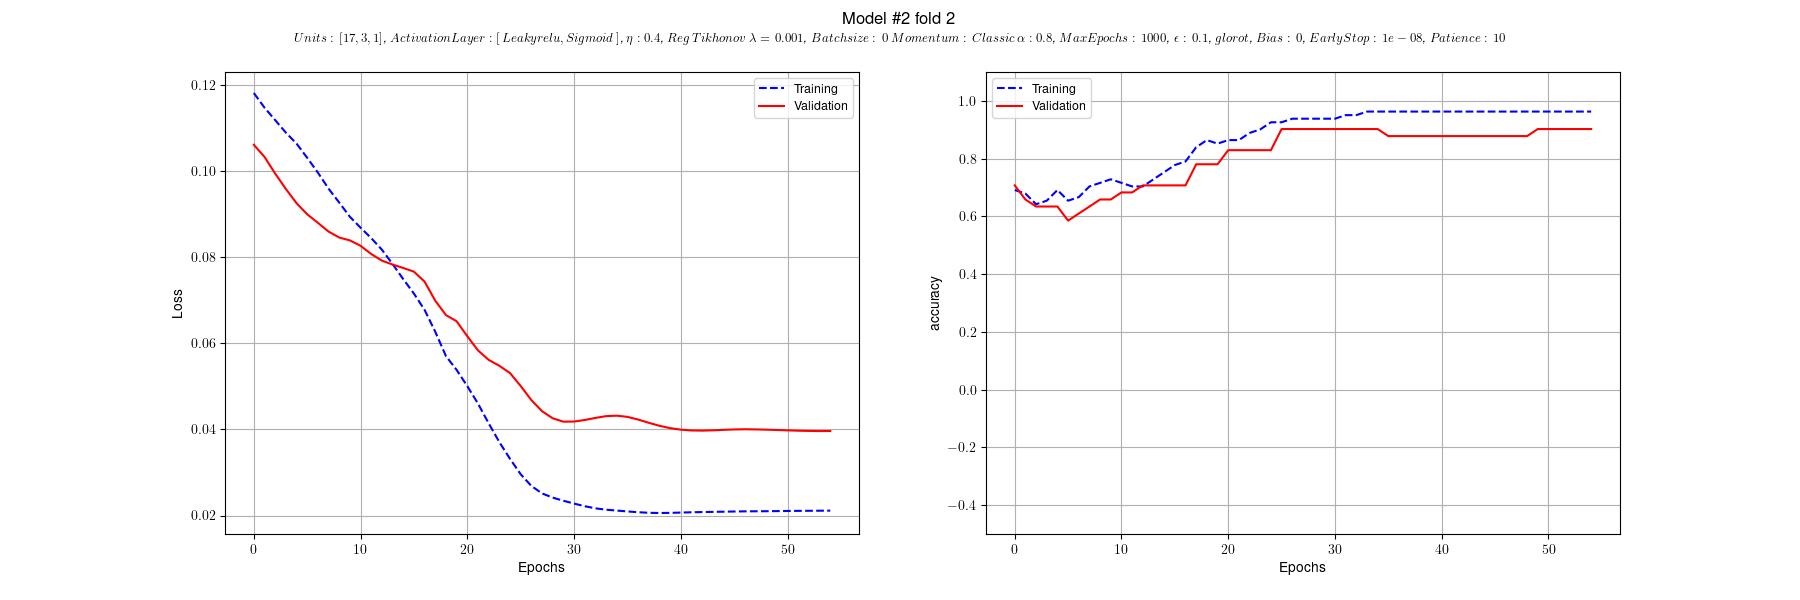 Model #2 fold 2
Units : [17, 3, 1], ActivationLayer : [ Leakyrelu, Sigmoid ], η : 0.4, Reg Tikhonov λ = 0.001, Batchsize : 0 Momentum : Classic α : 0.8, MaxEpochs : 1000, ϵ : 0.1, glorot, Bias : 0, EarlyStop : 1e − 08, Patience : 10
Loss
0.12
0.10
0.08
0.06
0.04
0.02
Training
Validation
0 10 20 30 40 50
Epochs
accuracy
1.0
0.8
0.6
0.4
0.2
0.0
−0.2
−0.4
Training
Validation
0 10 20 30 40 50
Epochs